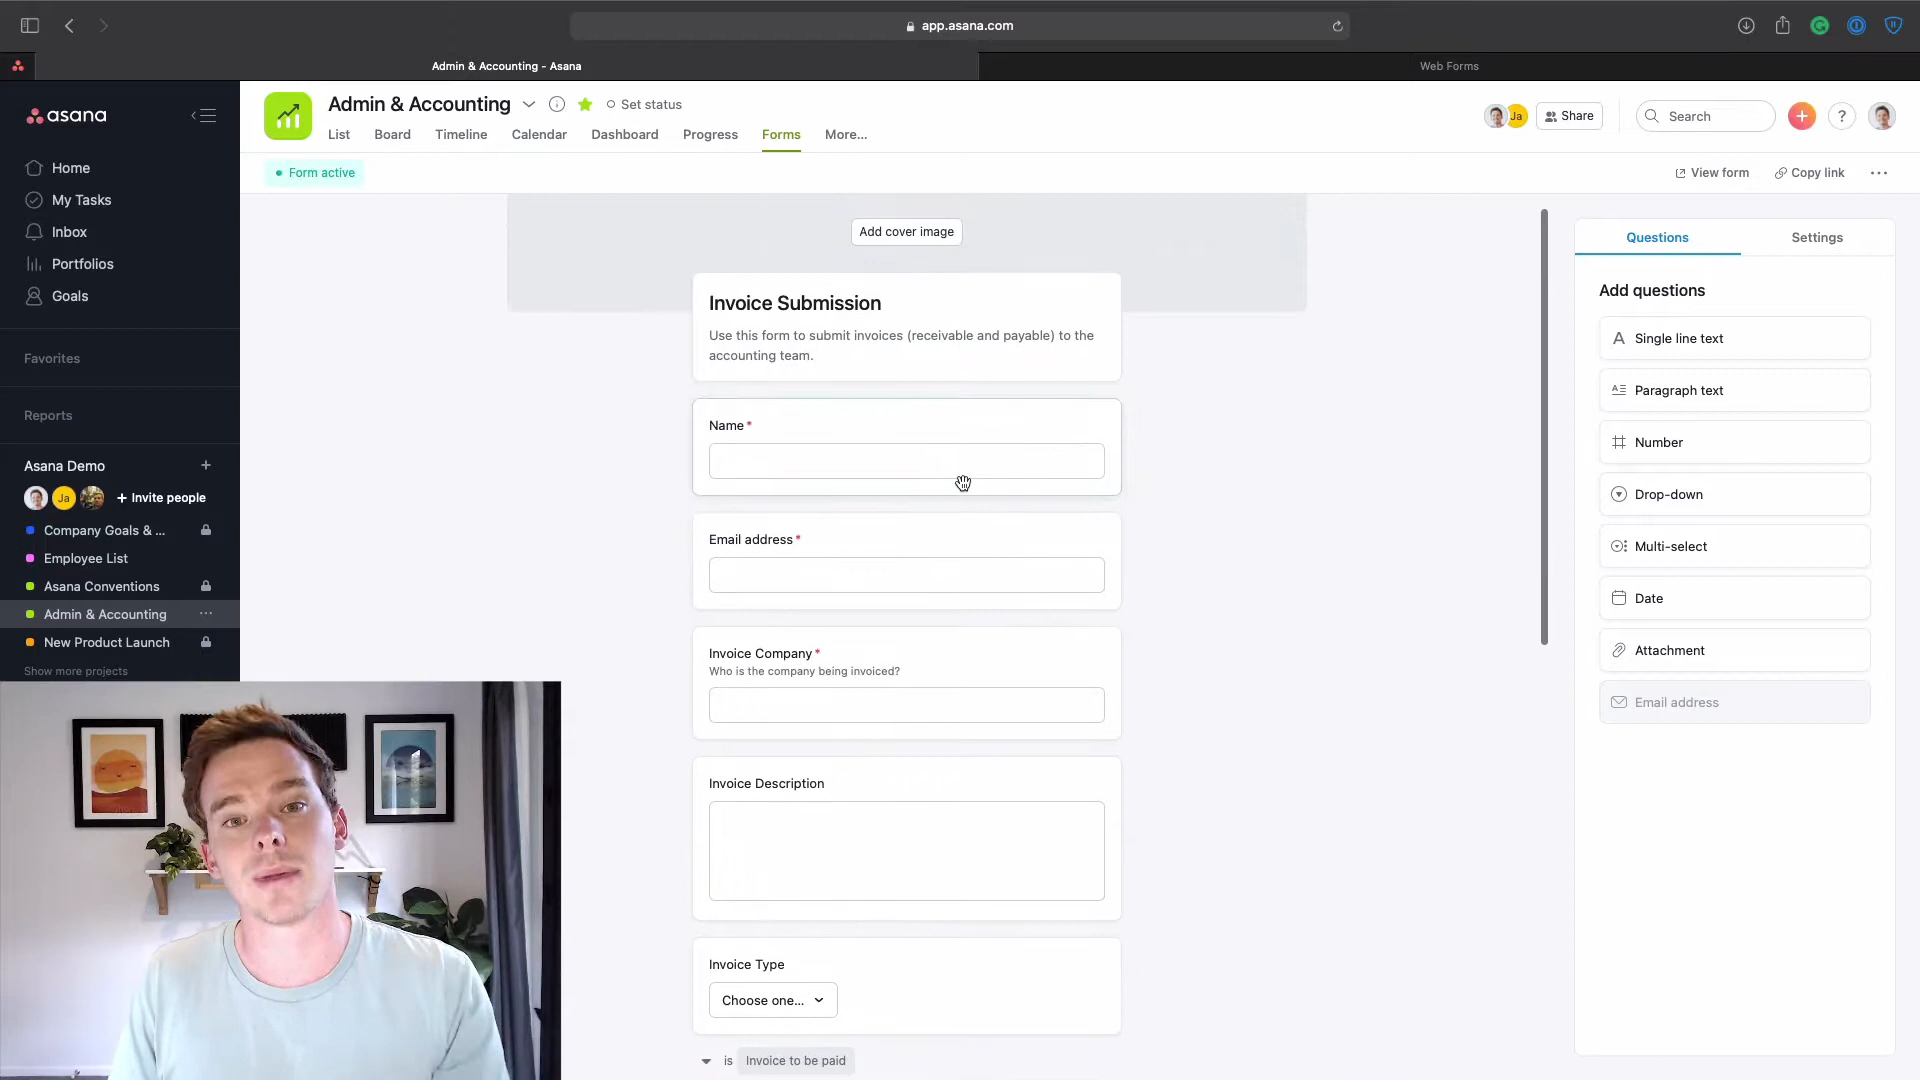 app.asana.com
Admin & Accounting - Asana
Web Forms
asana
Admin & Accounting
Set status
List
Board
Timeline
Calendar
Dashboard
Progress
Forms
More...
Ja
Share
Search
?
Form active
View form
Copy link
Home
My Tasks
Inbox
Portfolios
Goals
Favorites
Reports
Asana Demo
Ja
Invite people
Company Goals & ...
Employee List
Asana Conventions
Admin & Accounting
New Product Launch
Show more projects
Add cover image
Invoice Submission
Use this form to submit invoices (receivable and payable) to the
accounting team.
Name*
Email address*
Invoice Company*
Who is the company being invoiced?
Invoice Description
Invoice Type
Choose one...
is Invoice to be paid
Questions
Settings
Add questions
Single line text
Paragraph text
Number
Drop-down
Multi-select
Date
Attachment
Email address